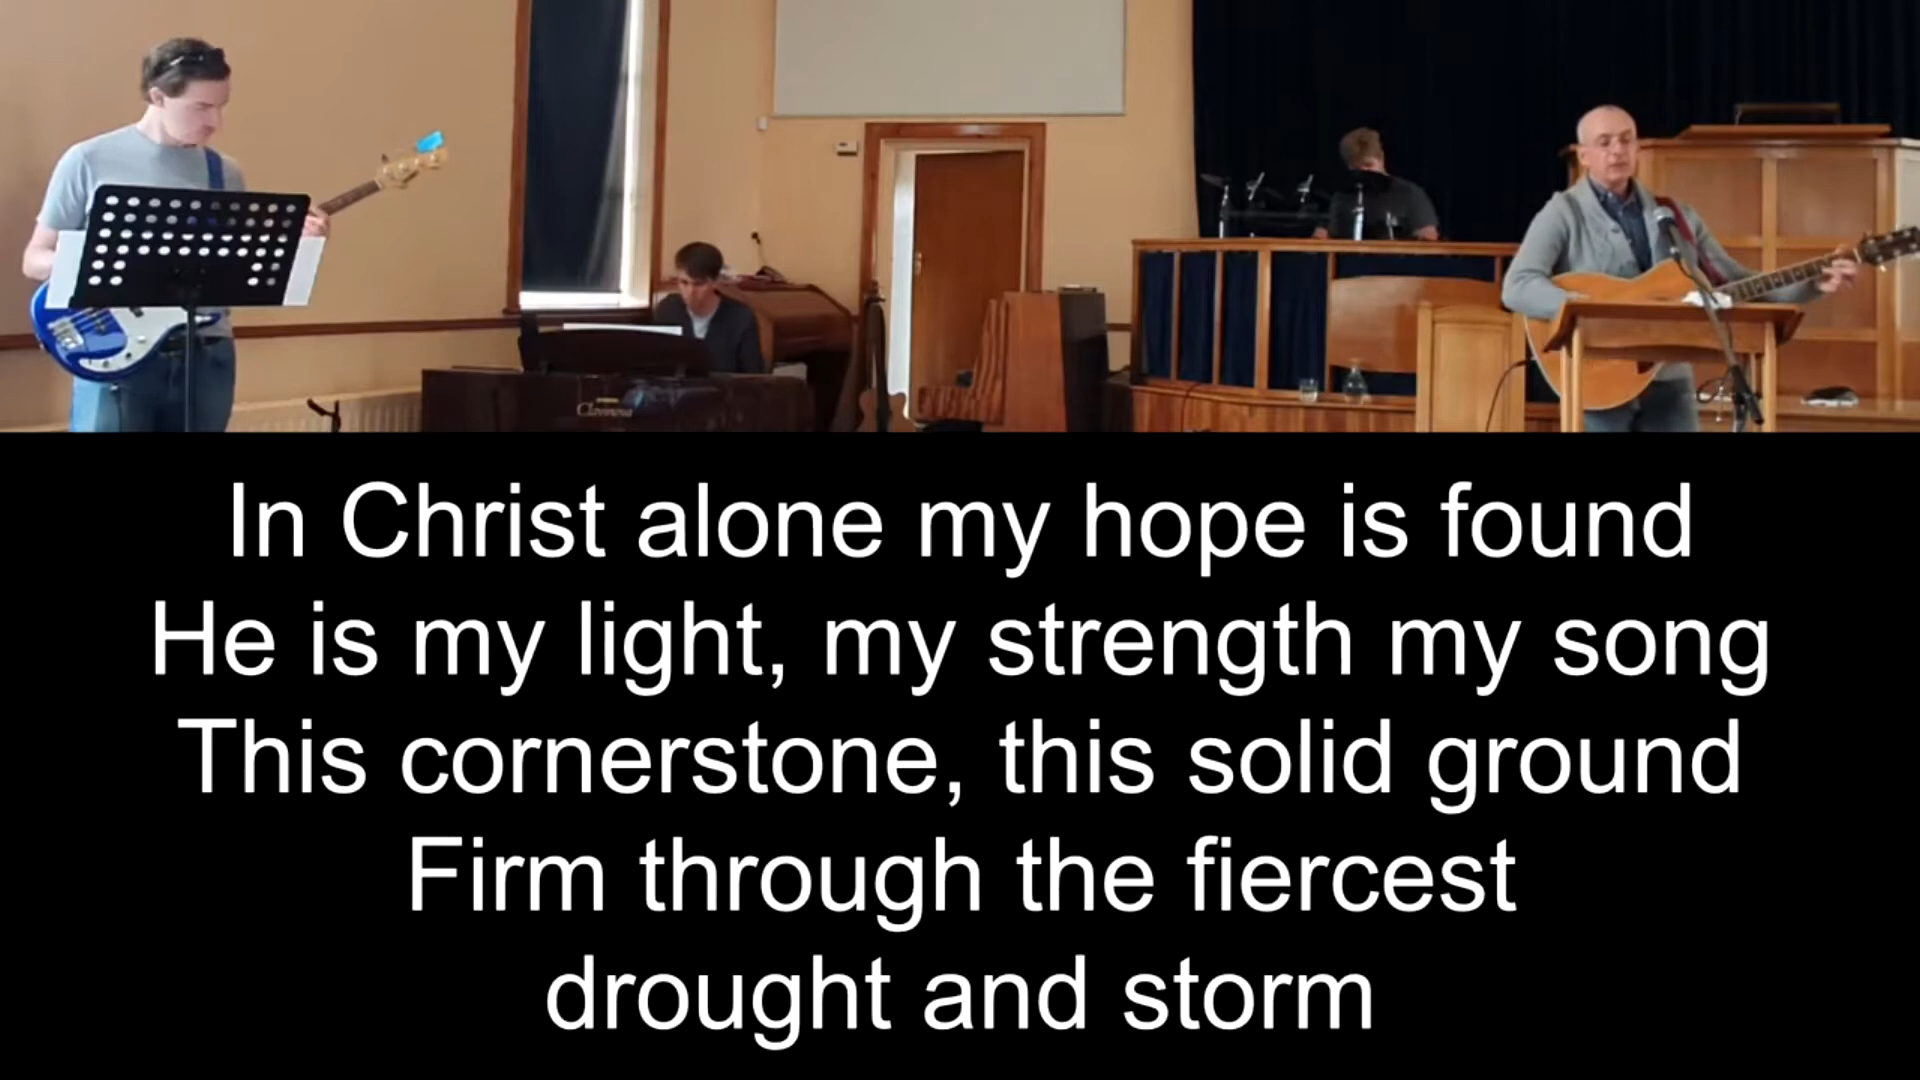 Clavinova
In Christ alone my hope is found
He is my light, my strength my song
This cornerstone, this solid ground
Firm through the fiercest
drought and storm